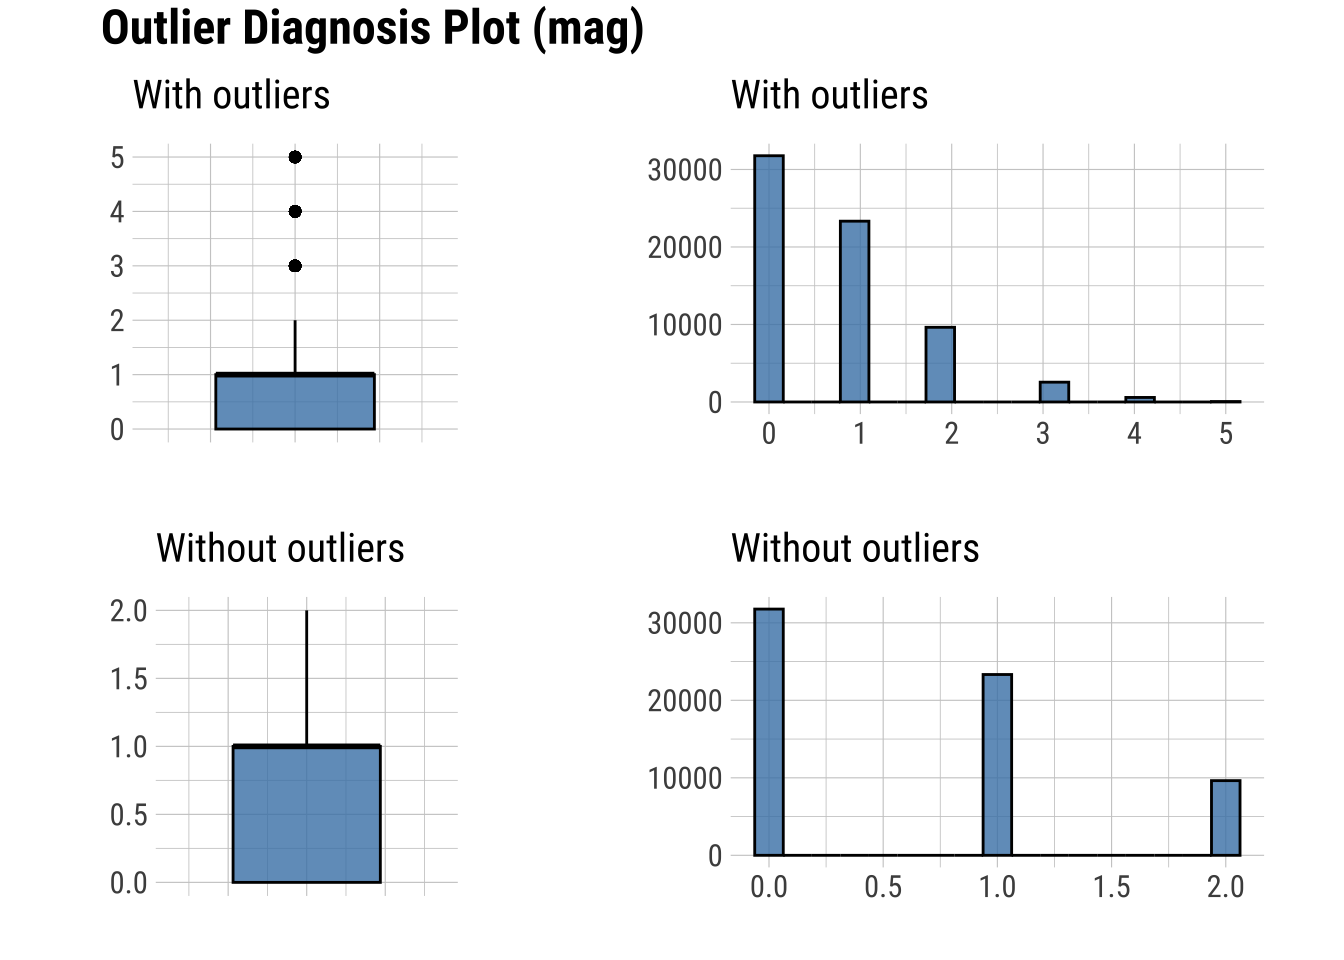 Outlier Diagnosis Plot (mag)
With outliers
5
4
3
2
1
0
With outliers
30000
20000
10000
0
0 1 2 3 4 5
Without outliers
2.0
1.5
1.0
0.5
0.0
Without outliers
30000
20000
10000
0
0.0 0.5 1.0 1.5 2.0